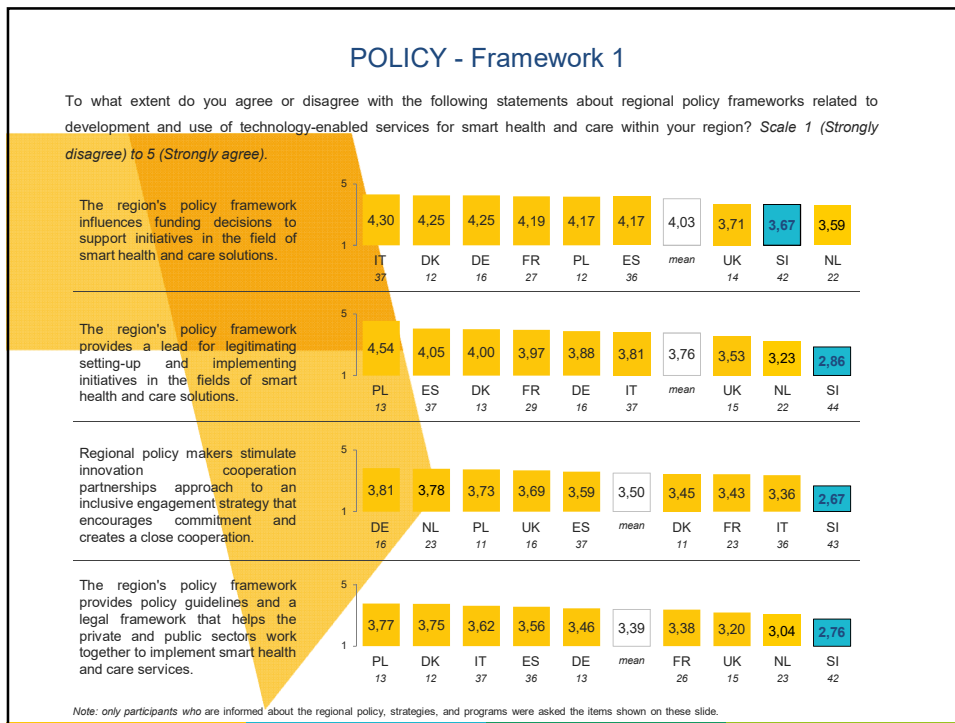 POLICY - Framework 1
To what extent do you agree or disagree with the following statements about regional policy frameworks related to
development and use of technology-enabled services for smart health and care within your region? Scale 1 (Strongly
disagree) to 5 (Strongly agree).
The region's policy framework
influences funding decisions to
support initiatives in the field of
smart health and care solutions.
5
1
4,30 4,25 4,25 4,19 4,17 4,17 4,03 3,71 3,67 3,59
IT DK DE FR PL ES mean UK SI NL
37 12 16 27 12 36 14 42 22
The region's policy framework
provides a lead for legitimating
setting-up and implementing
initiatives in the fields of smart
health and care solutions.
5
1
4,54 4,05 4,00 3,97 3,88 3,81 3,76 3,53 3,23 2,86
PL ES DK FR DE IT mean UK NL SI
13 37 13 29 16 37 15 22 44
Regional policy makers stimulate
innovation cooperation
partnerships approach to an
inclusive engagement strategy that
encourages commitment and
creates a close cooperation.
5
1
3,81 3,78 3,73 3,69 3,59 3,50 3,45 3,43 3,36 2,67
DE NL PL UK ES mean DK FR IT SI
16 23 11 16 37 11 23 36 43
The region's policy framework
provides policy guidelines and a
legal framework that helps the
private and public sectors work
together to implement smart health
and care services.
5
1
3,77 3,75 3,62 3,56 3,46 3,39 3,38 3,20 3,04 2,76
PL DK IT ES DE mean FR UK NL SI
13 12 37 36 13 26 15 23 42
Note: only participants who are informed about the regional policy, strategies, and programs were asked the items shown on these slide.